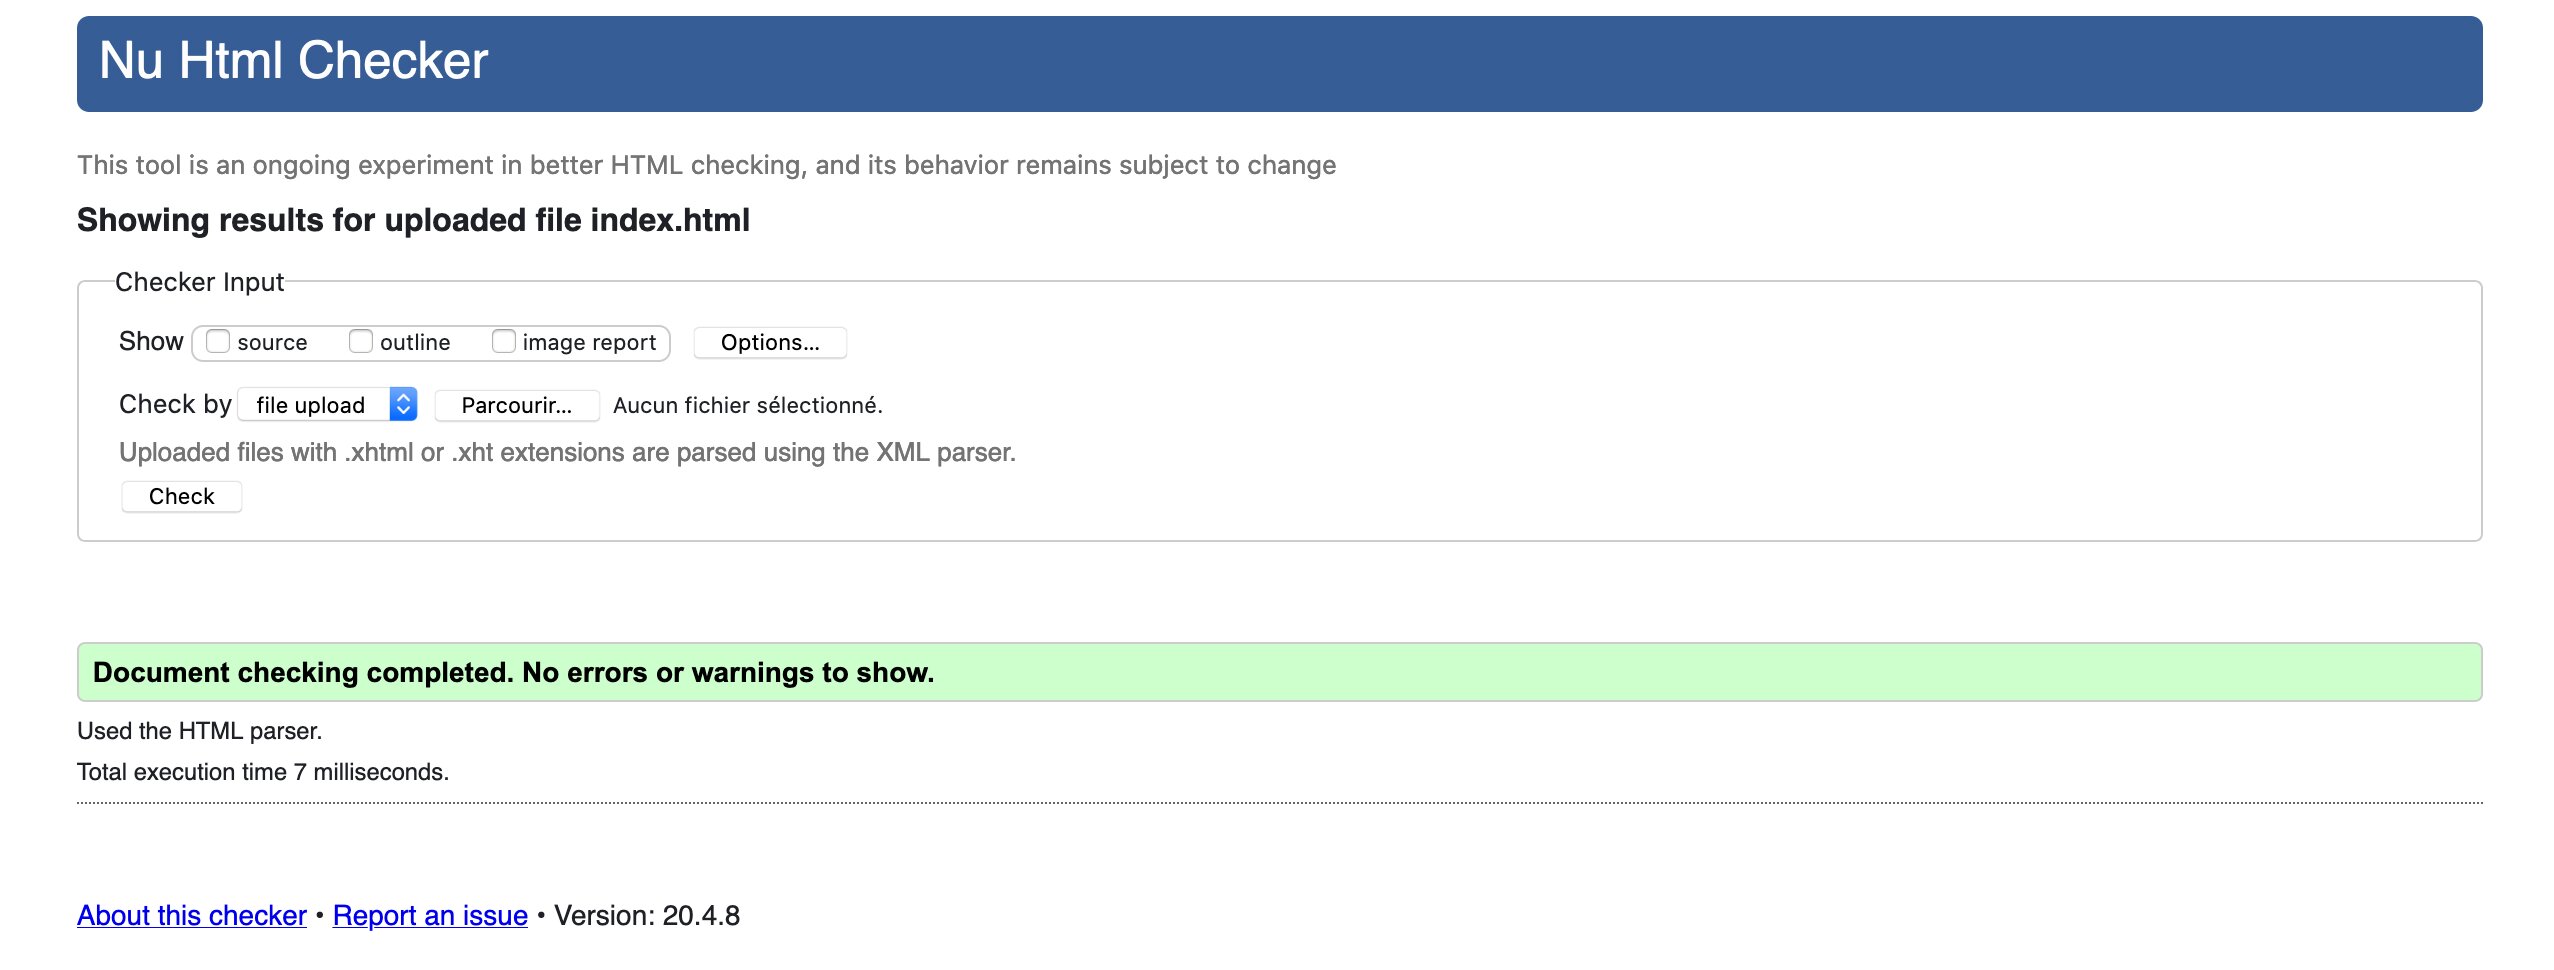 Nu Html Checker
This tool is an ongoing experiment in better HTML checking, and its behavior remains subject to change
Showing results for uploaded file index.html
Checker Input
Show source outline image report Options...
Check by file upload Parcourir... Aucun fichier sélectionné.
Uploaded files with .xhtml or .xht extensions are parsed using the XML parser.
Check
Document checking completed. No errors or warnings to show.
Used the HTML parser.
Total execution time 7 milliseconds.
About this checker • Report an issue • Version: 20.4.8